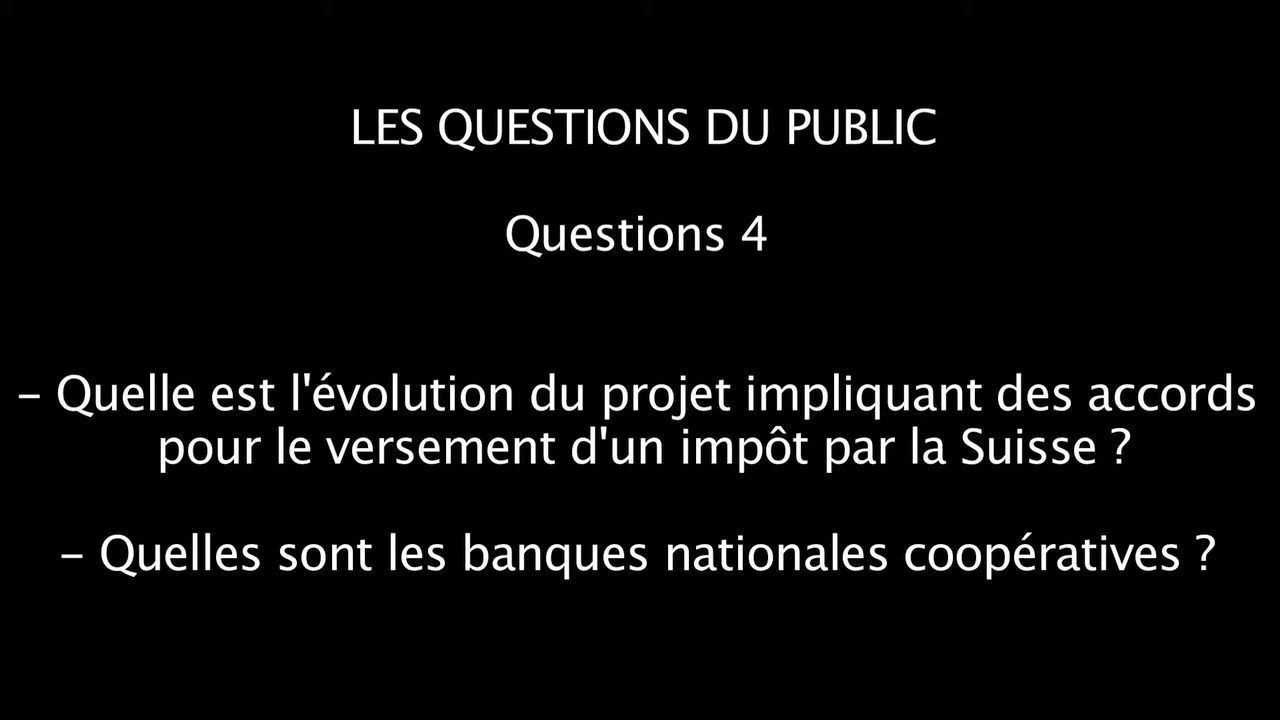 LES QUESTIONS DU PUBLIC
Questions 4
- Quelle est l'évolution du projet impliquant des accords
pour le versement d'un impôt par la Suisse ?
- Quelles sont les banques nationales coopératives ?